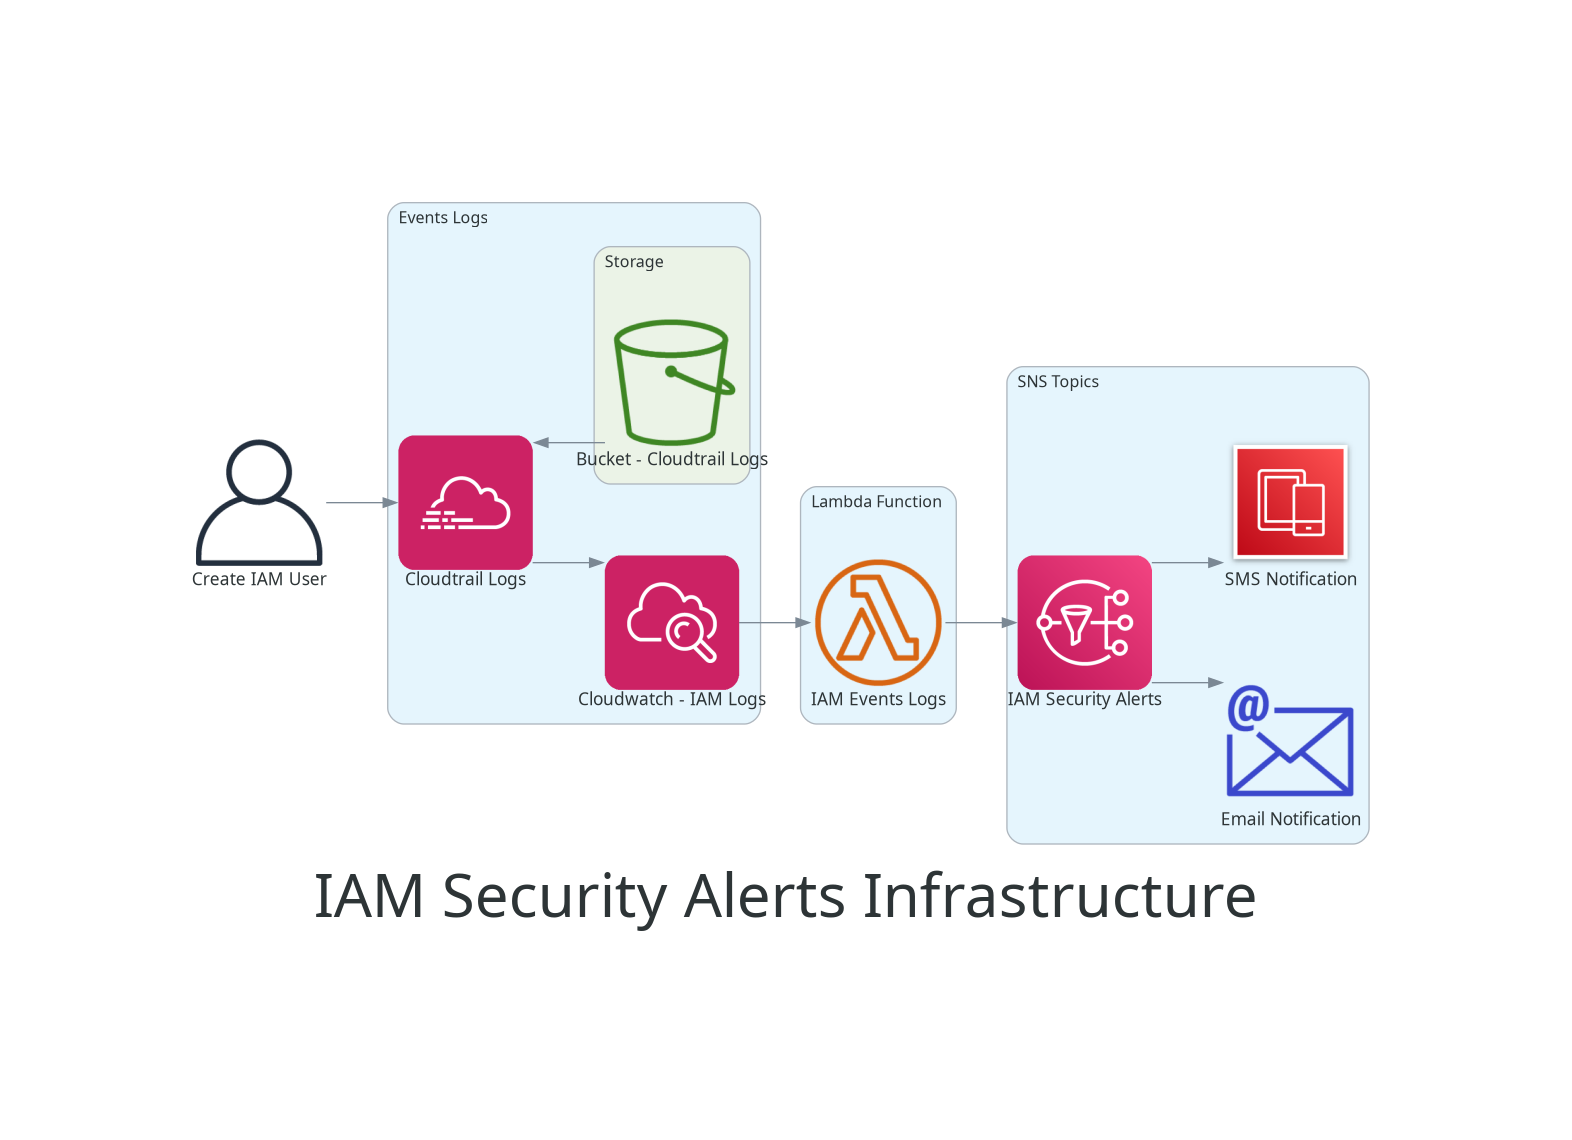 Events Logs
Storage
Bucket - Cloudtrail Logs
Create IAM User
Cloudtrail Logs
Cloudwatch - IAM Logs
Lambda Function
IAM Events Logs
SNS Topics
SMS Notification
IAM Security Alerts
@
Email Notification
IAM Security Alerts Infrastructure